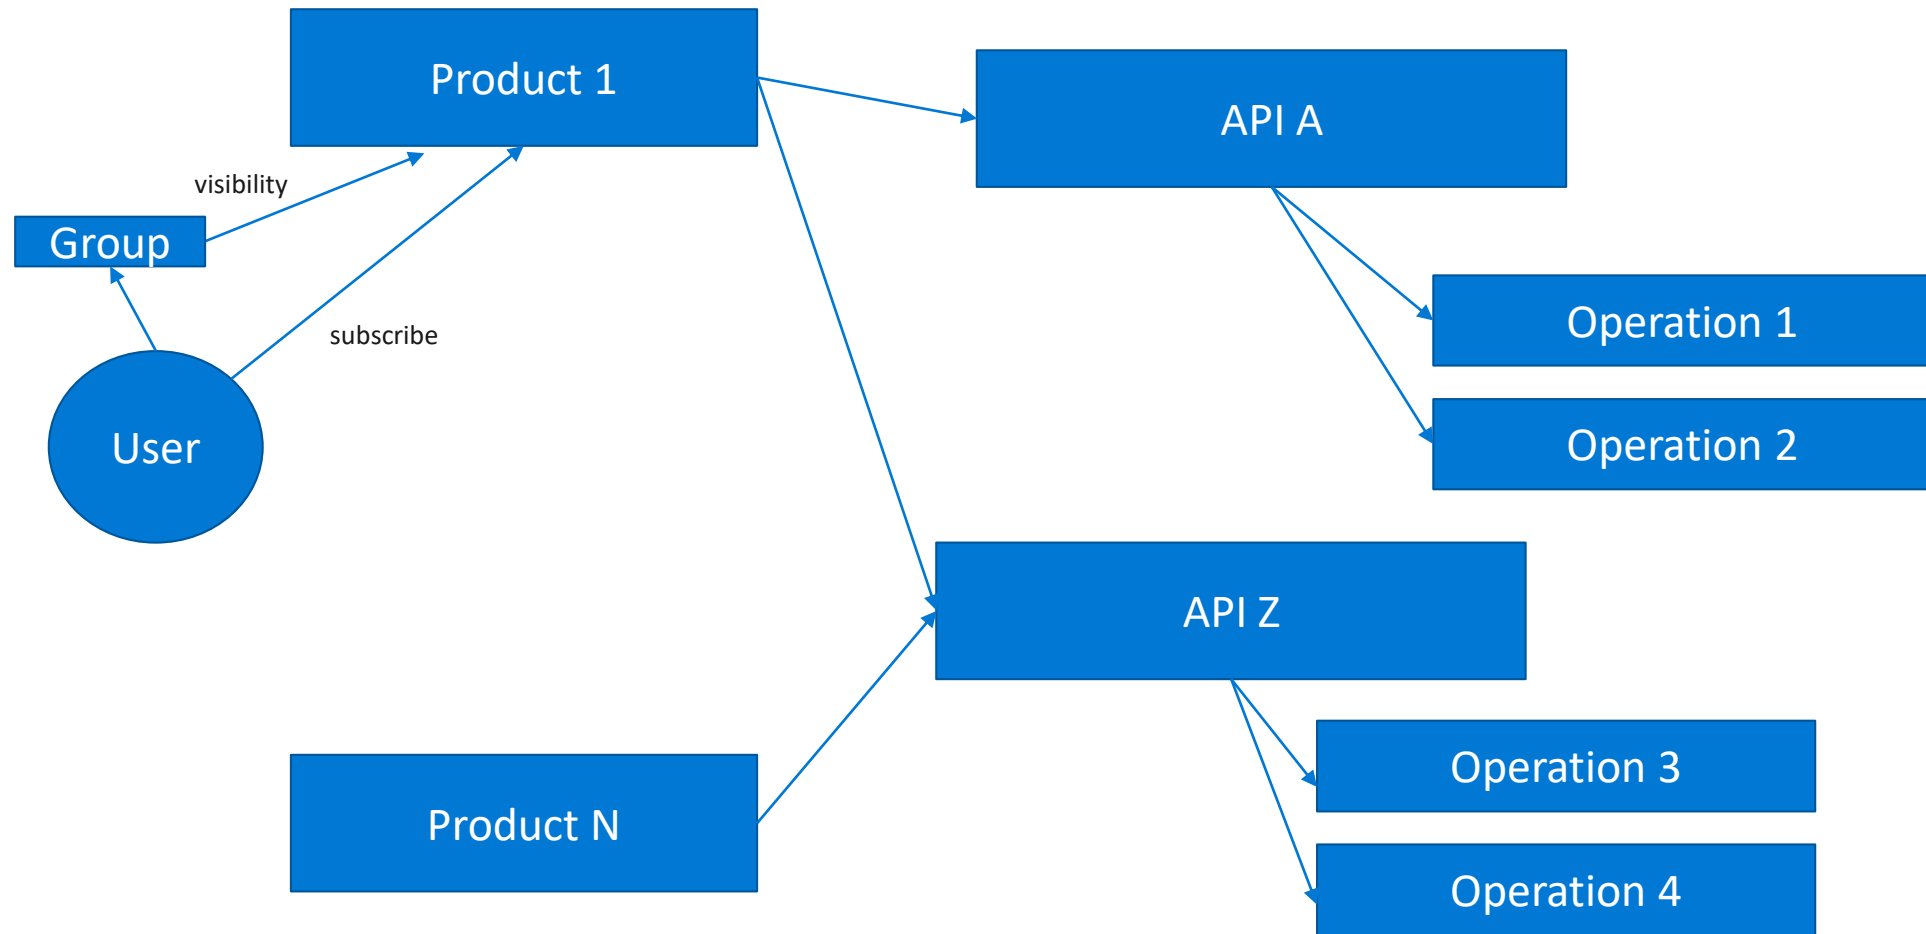 Product 1
API A
visibility
Group
subscribe
User
Operation 1
Operation 2
API Z
Product N
Operation 3
Operation 4